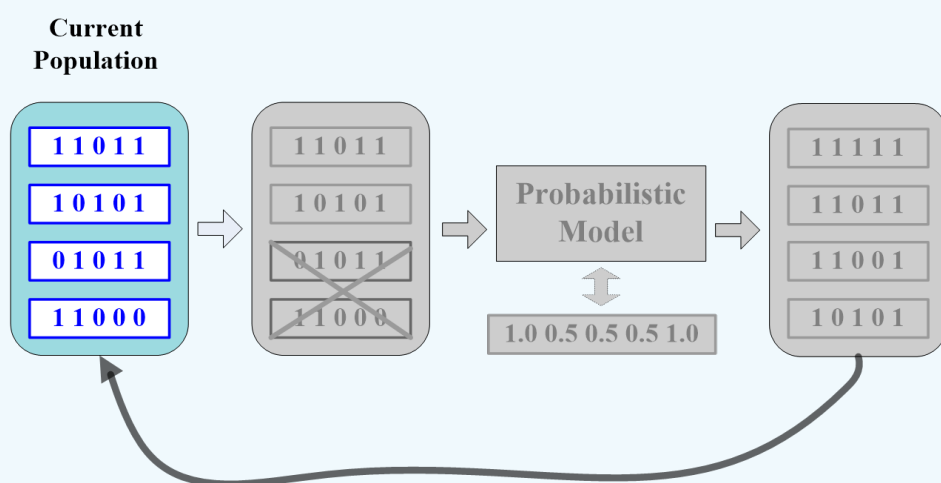 Current
Population
1 1 0 1 1
1 0 1 0 1
0 1 0 1 1
1 1 0 0 0
1 1 0 1 1
1 0 1 0 1
0 1 0 1 1
1 1 0 0 0
Probabilistic
Model
1.0 0.5 0.5 0.5 1.0
1 1 1 1 1
1 1 0 1 1
1 1 0 0 1
1 0 1 0 1